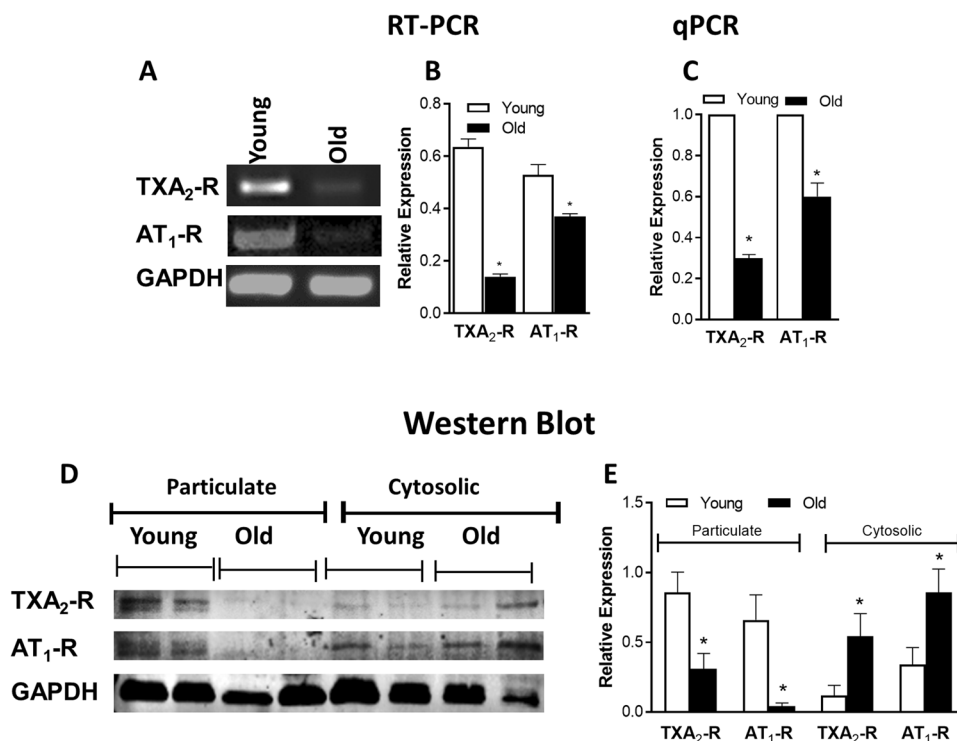 RT-PCR
qPCR
A
Young
Old
TXA₂-R
AT₁-R
GAPDH
B
Young
Old
Relative Expression
0.8
0.6
0.4
0.2
0.0
TXA₂-R AT₁-R
*
*
C
Young Old
Relative Expression
1.0
0.8
0.6
0.4
0.2
0.0
TXA₂-R AT₁-R
*
*
Western Blot
D
Particulate Cytosolic
Young Old Young Old
TXA₂-R
AT₁-R
GAPDH
E
Young Old
Particulate Cytosolic
Relative Expression
1.5
1.0
0.5
0.0
* * * *
TXA₂-R AT₁-R TXA₂-R AT₁-R